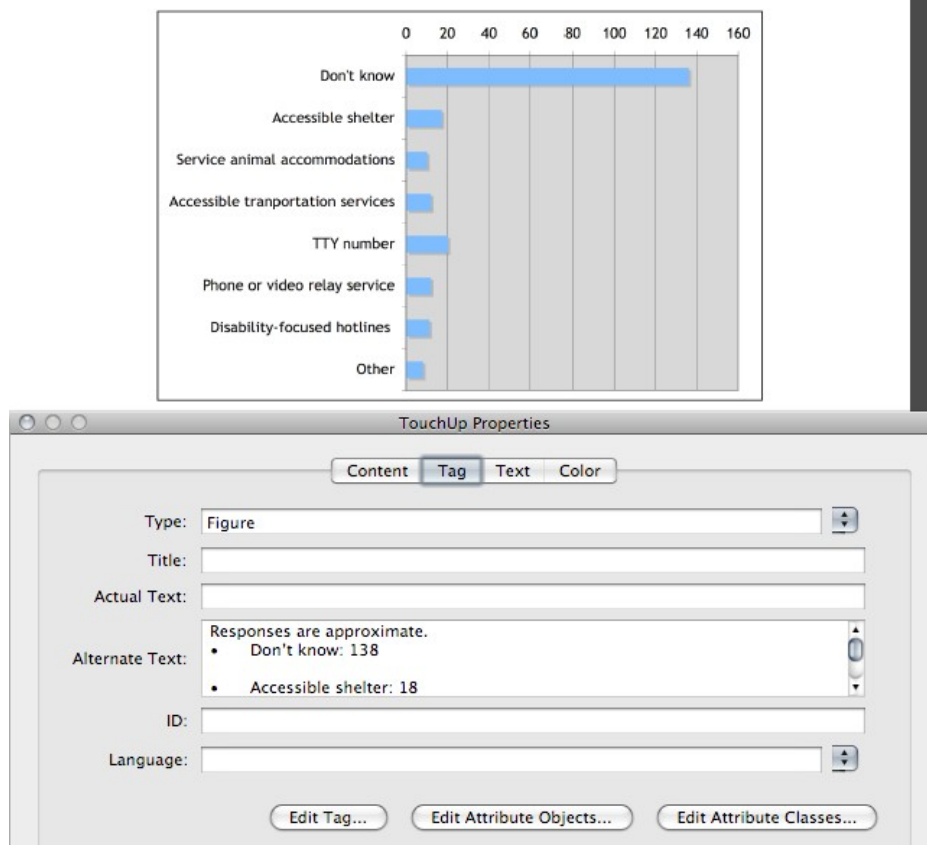 0 20 40 60 80 100 120 140 160
Don't know
Accessible shelter
Service animal accommodations
Accessible tranportation services
TTY number
Phone or video relay service
Disability-focused hotlines
Other
TouchUp Properties
Content Tag Text Color
Type: Figure
Title:
Actual Text:
Alternate Text: Responses are approximate.
• Don't know: 138
• Accessible shelter: 18
ID:
Language:
Edit Tag... Edit Attribute Objects... Edit Attribute Classes...